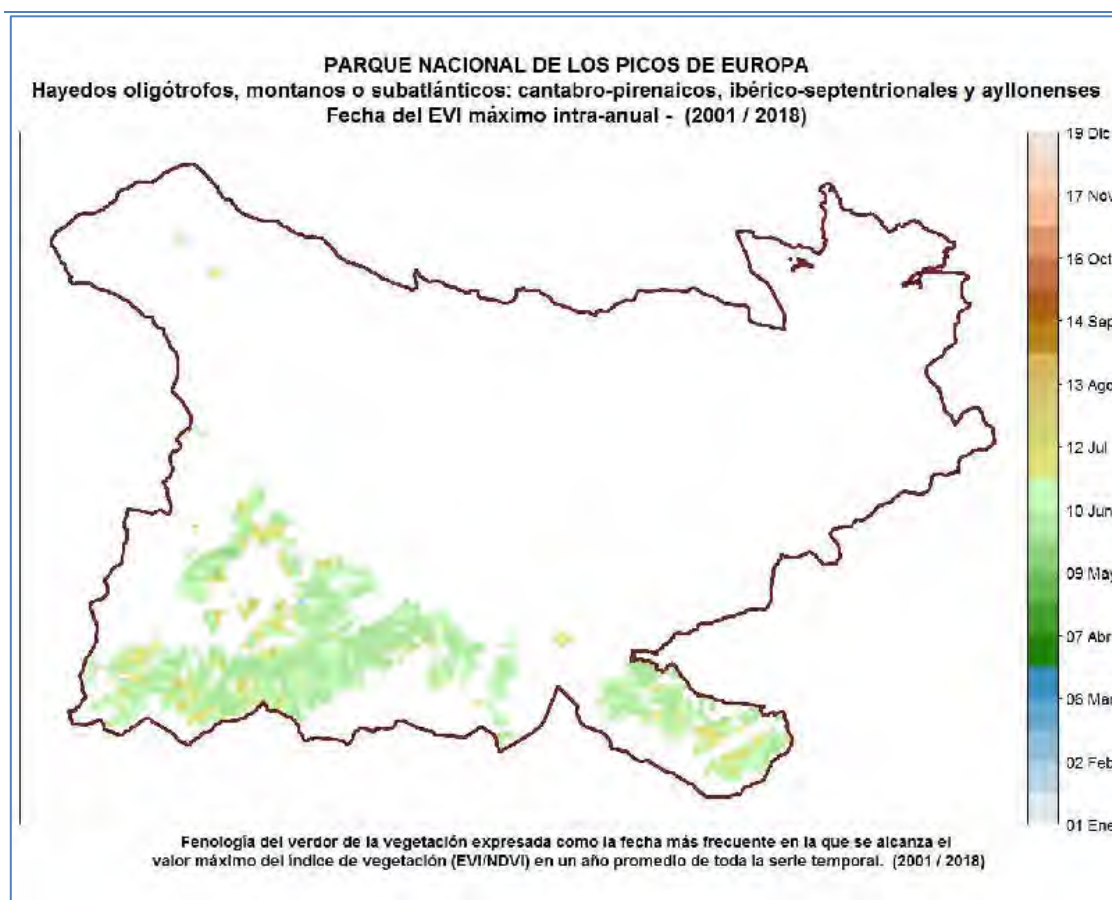 PARQUE NACIONAL DE LOS PICOS DE EUROPA
Hayedos oligótrofos, montanos o subatlánticos: cantabro-pirenaicos, ibérico-septentrionales y ayllonenses
Fecha del EVI máximo intra-anual - (2001 / 2018)
19 Dic
17 Nov
16 Oct
14 Sep
13 Ago
12 Jul
10 Jun
09 May
07 Abr
06 Mar
02 Feb
01 Ene
Fenología del verdor de la vegetación expresada como la fecha más frecuente en la que se alcanza el
valor máximo del índice de vegetación (EVI/NDVI) en un año promedio de toda la serie temporal. (2001 / 2018)